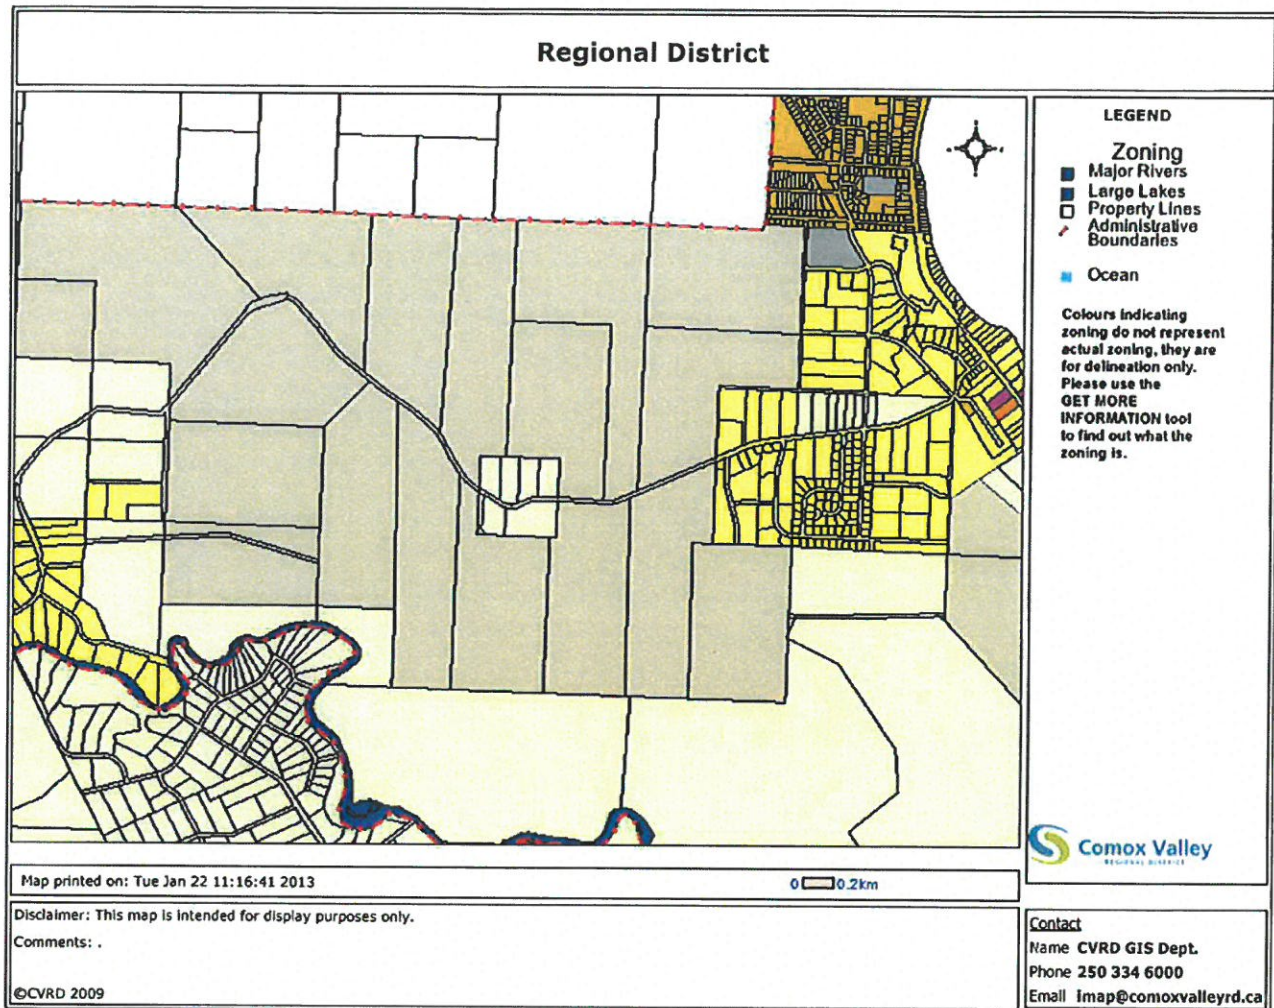 Regional District
LEGEND
Zoning
Major Rivers
Large Lakes
Property Lines
Administrative
Boundaries
Ocean
Colours indicating
zoning do not represent
actual zoning, they are
for delineation only.
Please use the
GET MORE
INFORMATION tool
to find out what the
zoning is.
Comox Valley
REGIONAL DISTRICT
Map printed on: Tue Jan 22 11:16:41 2013
0 0.2km
Disclaimer: This map is intended for display purposes only.
Comments: .
©CVRD 2009
Contact
Name CVRD GIS Dept.
Phone 250 334 6000
Email imap@comoxvalleyrd.ca